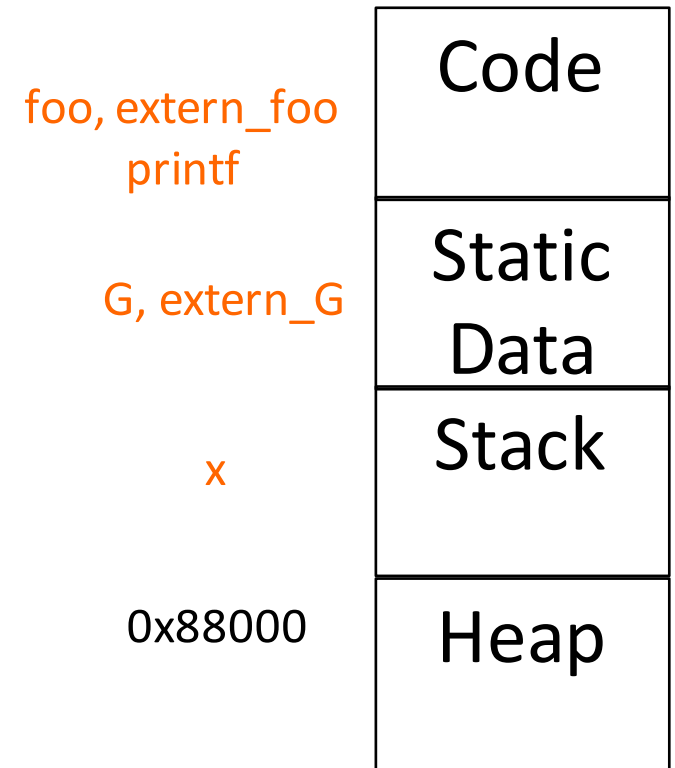 Code
foo, extern_foo
printf
Static
Data
G, extern_G
Stack
x
0x88000
Heap